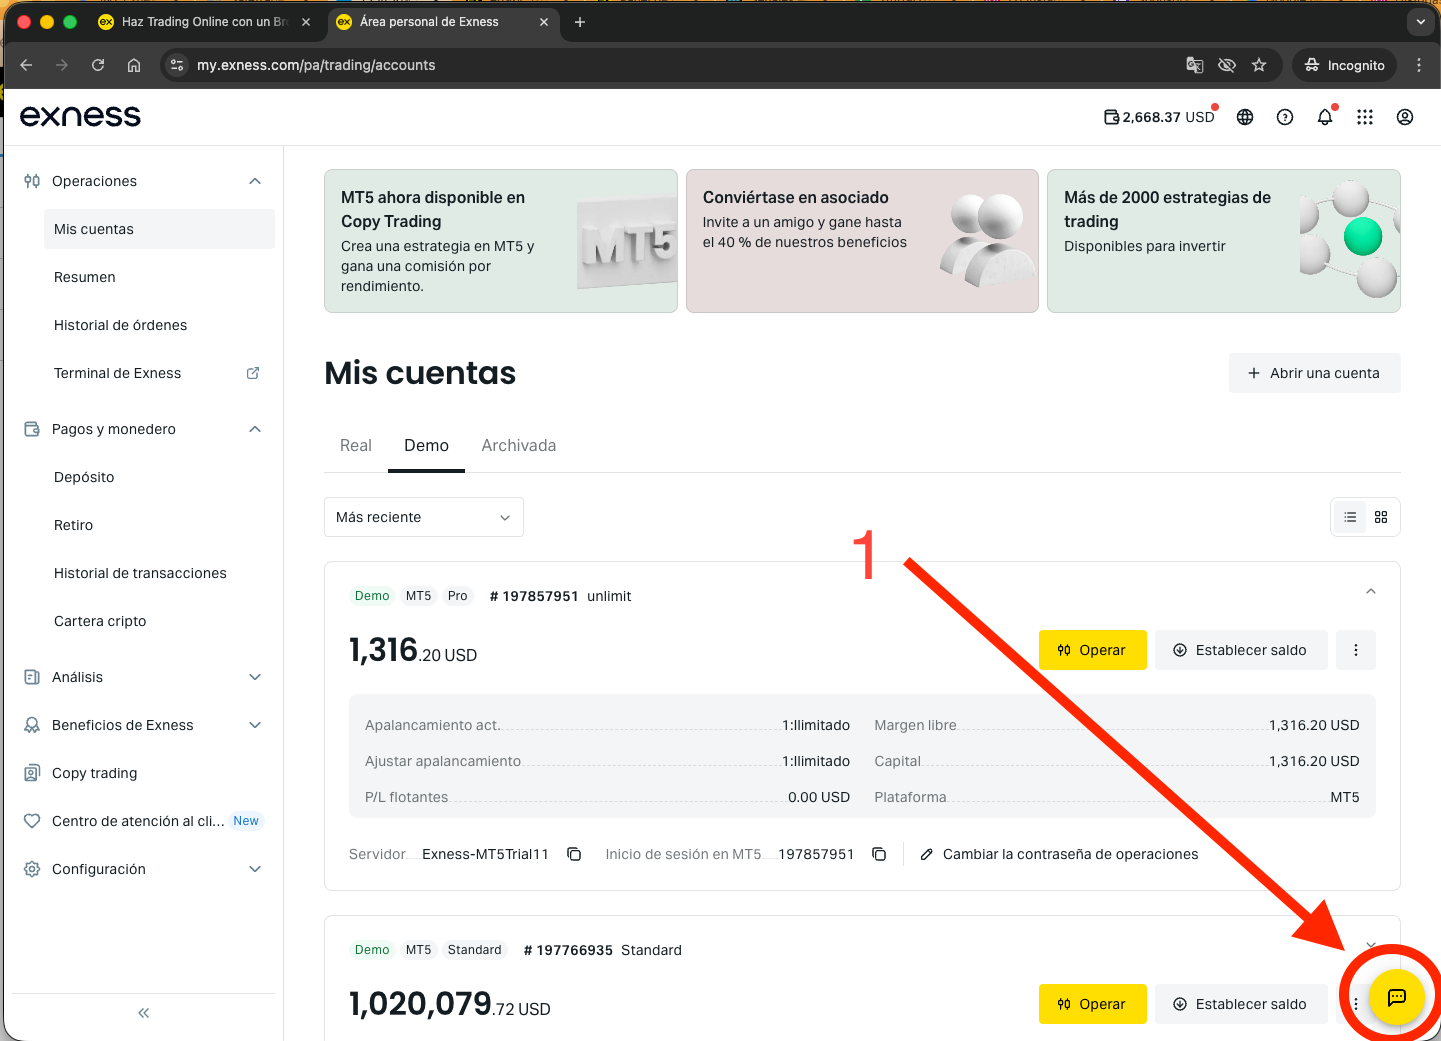 Haz Trading Online con un Br
Área personal de Exness
my.exness.com/pa/trading/accounts
Incognito
exness
2,668.37 USD
Operaciones
Mis cuentas
Resumen
Historial de órdenes
Terminal de Exness
Pagos y monedero
Depósito
Retiro
Historial de transacciones
Cartera cripto
Análisis
Beneficios de Exness
Copy trading
Centro de atención al cli... New
Configuración
MT5 ahora disponible en
Copy Trading
Crea una estrategia en MT5 y
gana una comisión por
rendimiento.
MT5
Conviértase en asociado
Invite a un amigo y gane hasta
el 40 % de nuestros beneficios
Más de 2000 estrategias de
trading
Disponibles para invertir
Mis cuentas
+ Abrir una cuenta
Real Demo Archivada
Más reciente
1
Demo MT5 Pro # 197857951 unlimit
1,316.20 USD
Operar Establecer saldo
Apalancamiento act. 1:Ilimitado Margen libre 1,316.20 USD
Ajustar apalancamiento 1:Ilimitado Capital 1,316.20 USD
P/L flotantes 0.00 USD Plataforma MT5
Servidor Exness-MT5Trial11 Inicio de sesión en MT5 197857951 Cambiar la contraseña de operaciones
Demo MT5 Standard # 197766935 Standard
1,020,079.72 USD
Operar Establecer saldo